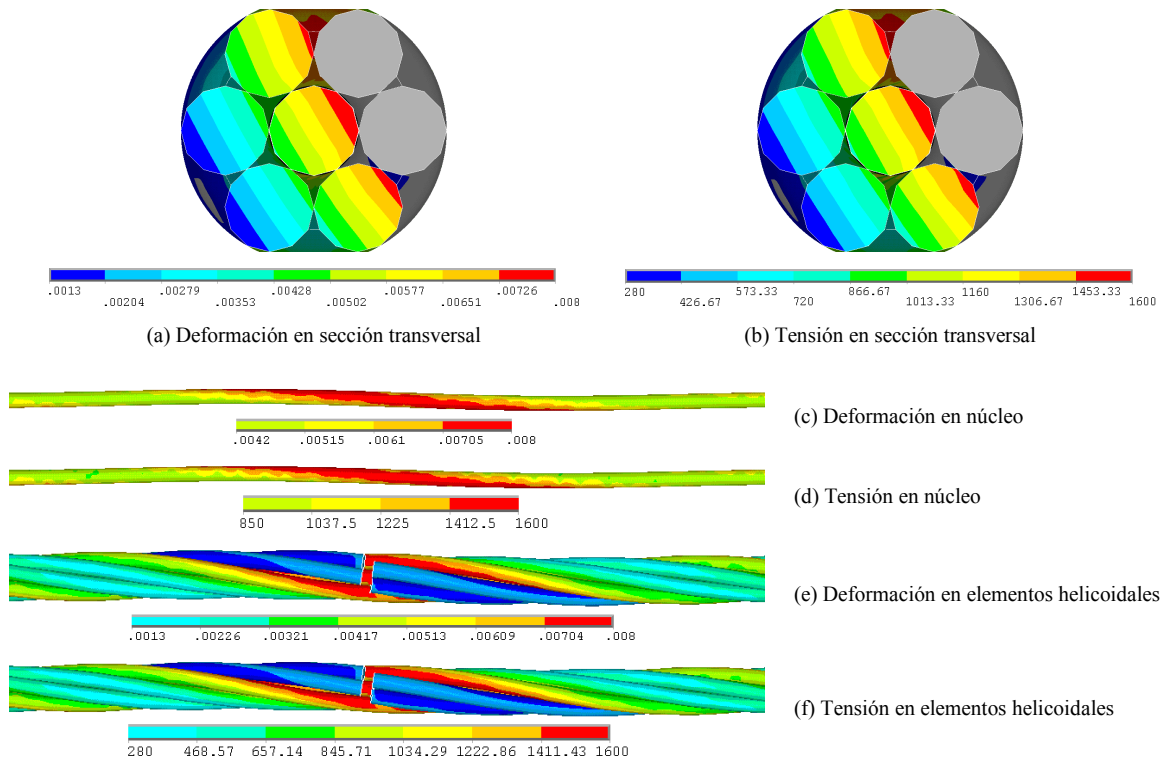 .0013 .00279 .00428 .00577 .00726
.00204 .00353 .00502 .00651 .008
280 573.33 866.67 1160 1453.33
426.67 720 1013.33 1306.67 1600
(a) Deformación en sección transversal
(b) Tensión en sección transversal
(c) Deformación en núcleo
.0042 .00515 .0061 .00705 .008
(d) Tensión en núcleo
850 1037.5 1225 1412.5 1600
(e) Deformación en elementos helicoidales
.0013 .00226 .00321 .00417 .00513 .00609 .00704 .008
(f) Tensión en elementos helicoidales
280 468.57 657.14 845.71 1034.29 1222.86 1411.43 1600